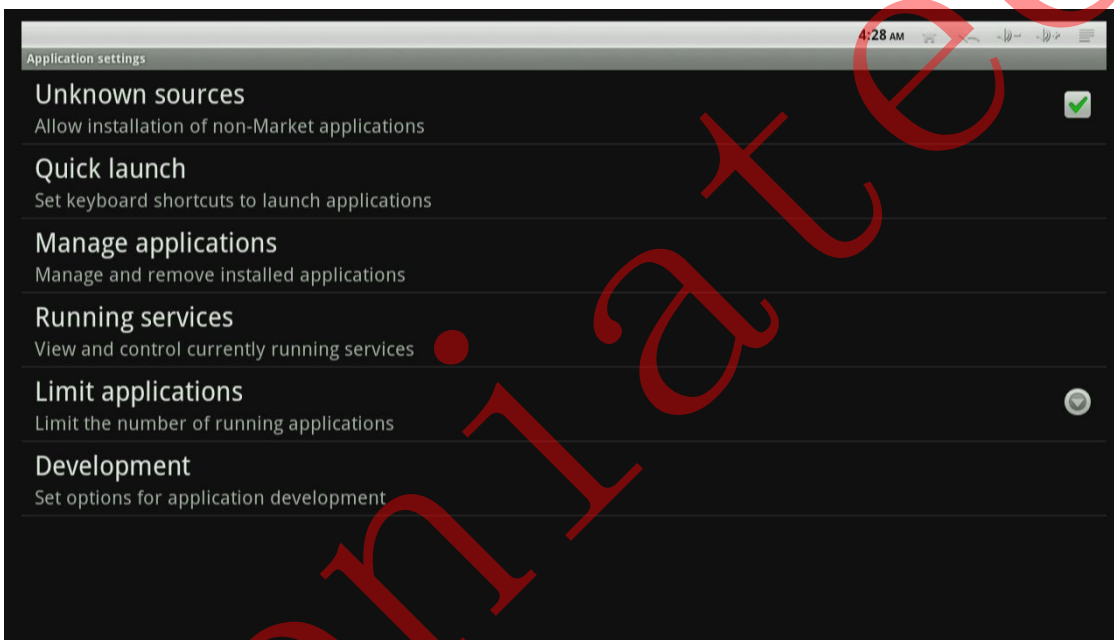 4:28 AM
Application settings
Unknown sources
Allow installation of non-Market applications
Quick launch
Set keyboard shortcuts to launch applications
Manage applications
Manage and remove installed applications
Running services
View and control currently running services
Limit applications
Limit the number of running applications
Development
Set options for application development
niate